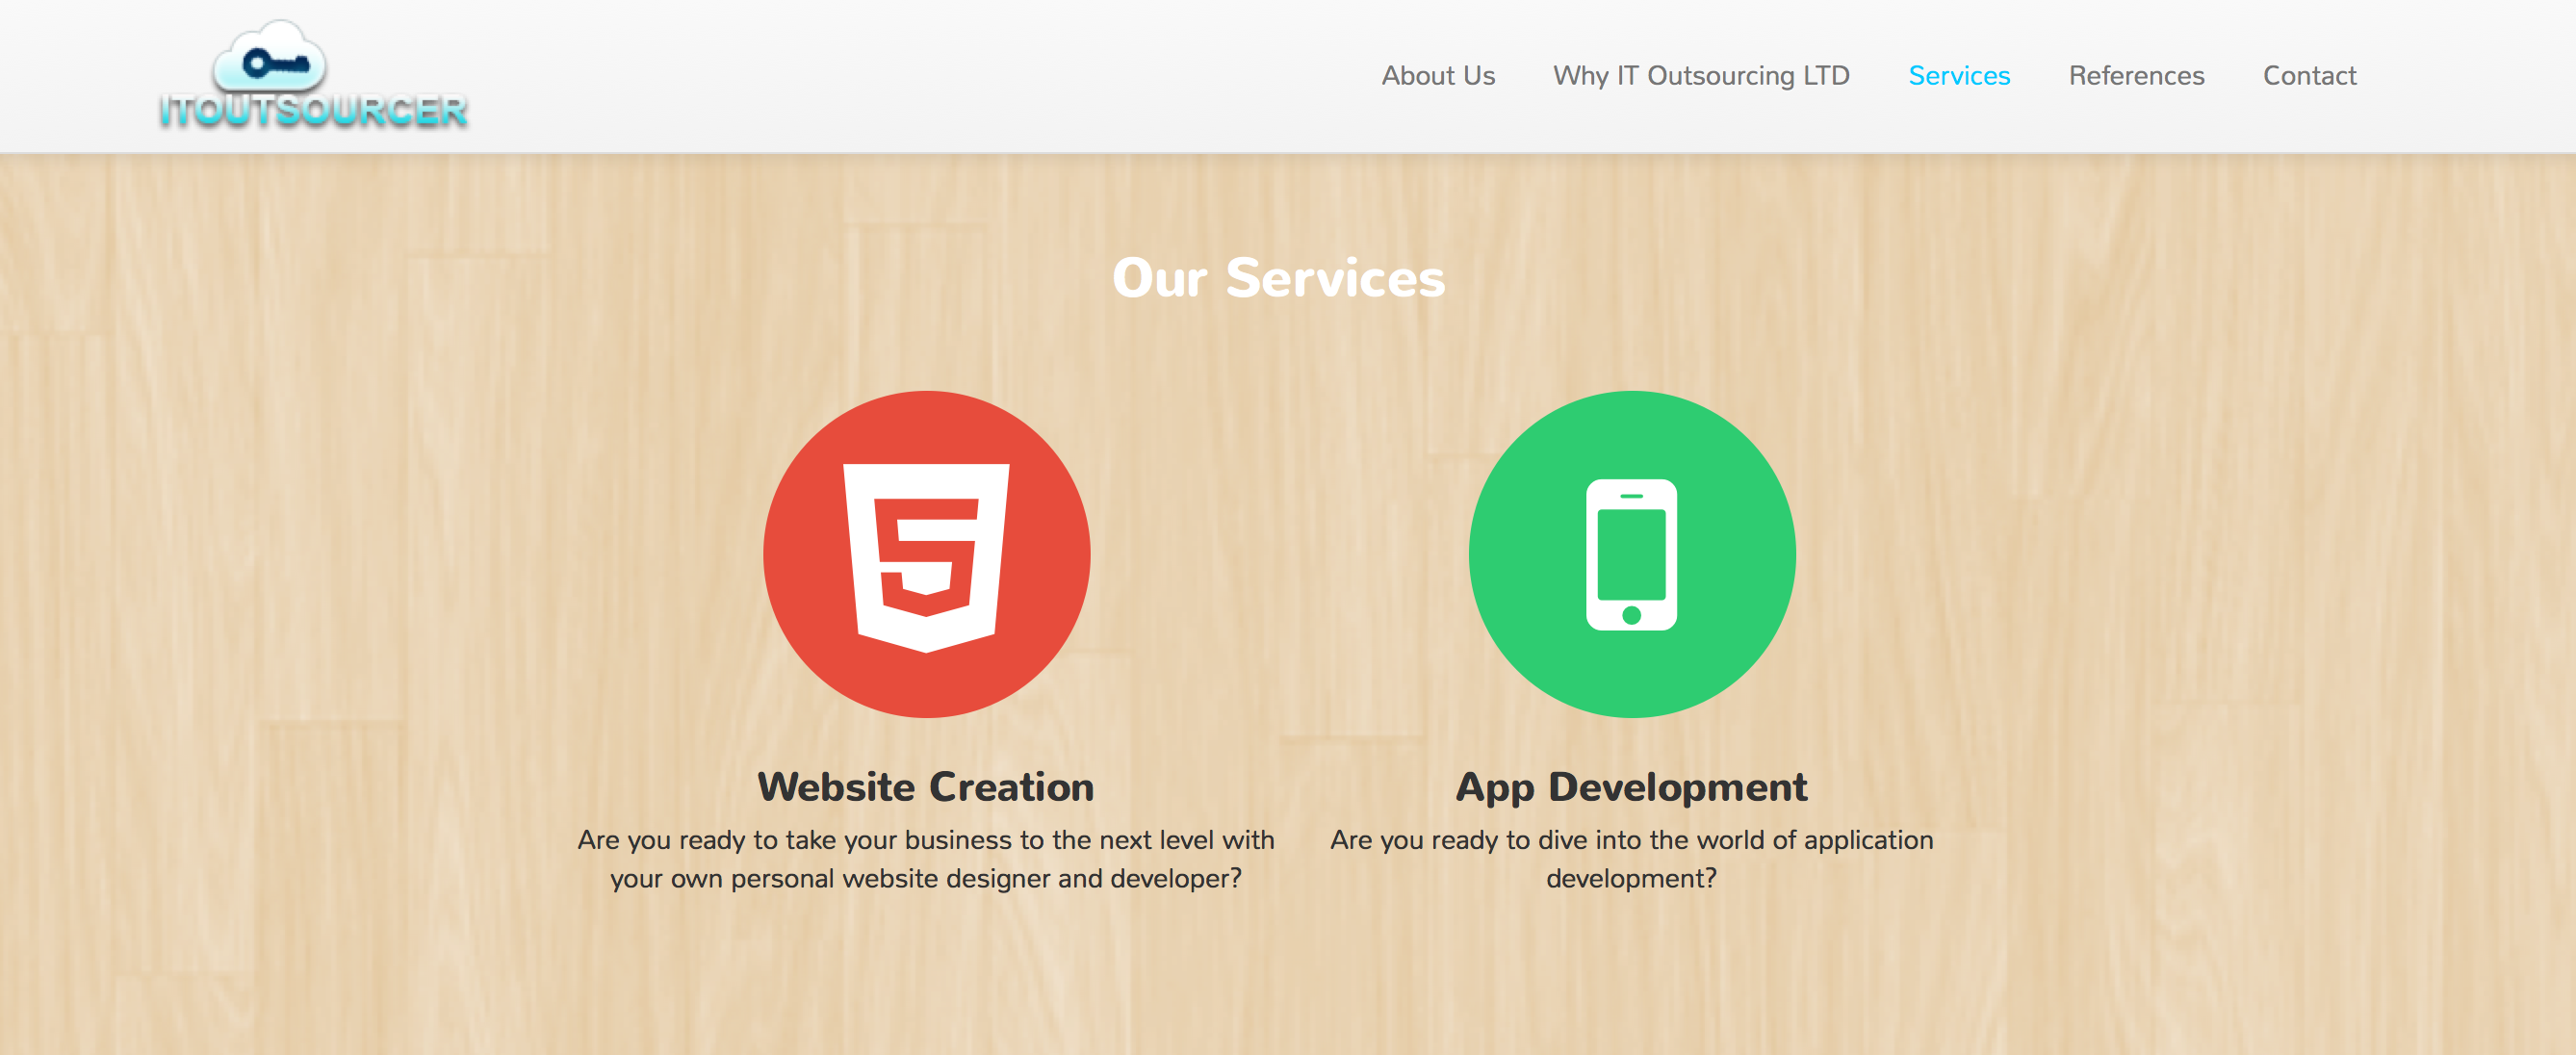 ITOUTSOURCER
About Us Why IT Outsourcing LTD Services References Contact
Our Services
Website Creation
Are you ready to take your business to the next level with
your own personal website designer and developer?
App Development
Are you ready to dive into the world of application
development?